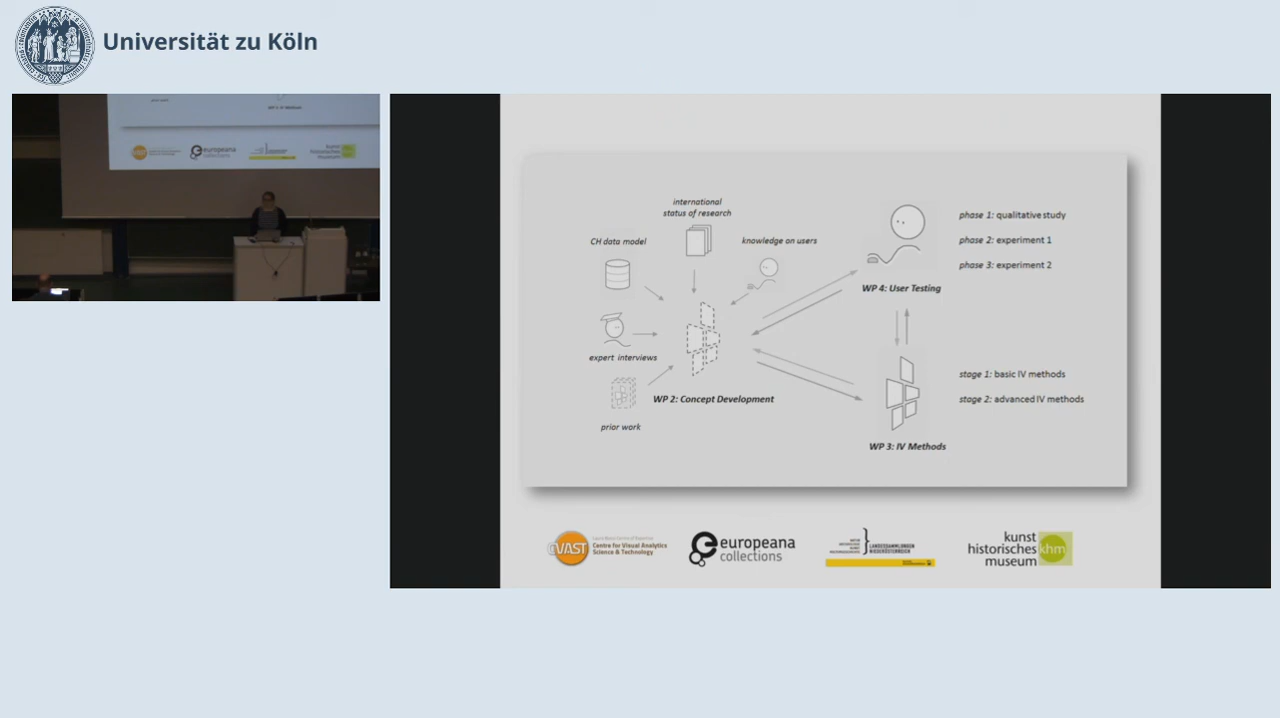 Universität zu Köln
europeana
collections
international
status of research
CH data model
knowledge on users
expert interviews
prior work
WP 2: Concept Development
phase 1: qualitative study
phase 2: experiment 1
phase 3: experiment 2
WP 4: User Testing
stage 1: basic IV methods
stage 2: advanced IV methods
WP 3: IV Methods
CVAST
Centre for Visual Analytics
Science & Technology
europeana
collections
LANDESSAMMLUNGEN
NIEDERÖSTERREICH
kunst
historisches
museum
khm